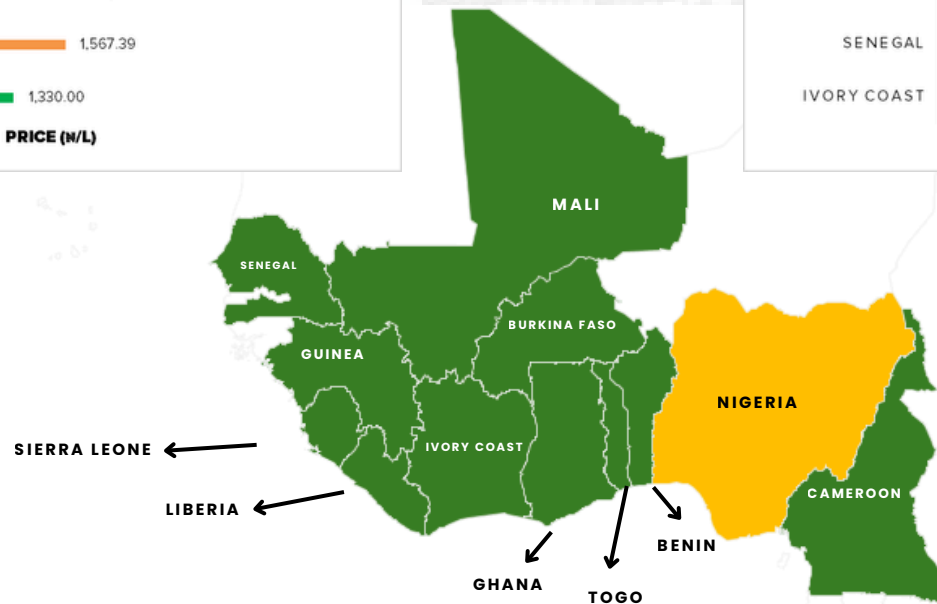 1,567.39
1,330.00
PRICE (₦/L)
SENEGAL
IVORY COAST
MALI
SENEGAL
BURKINA FASO
GUINEA
NIGERIA
SIERRA LEONE
IVORY COAST
CAMEROON
LIBERIA
BENIN
GHANA
TOGO